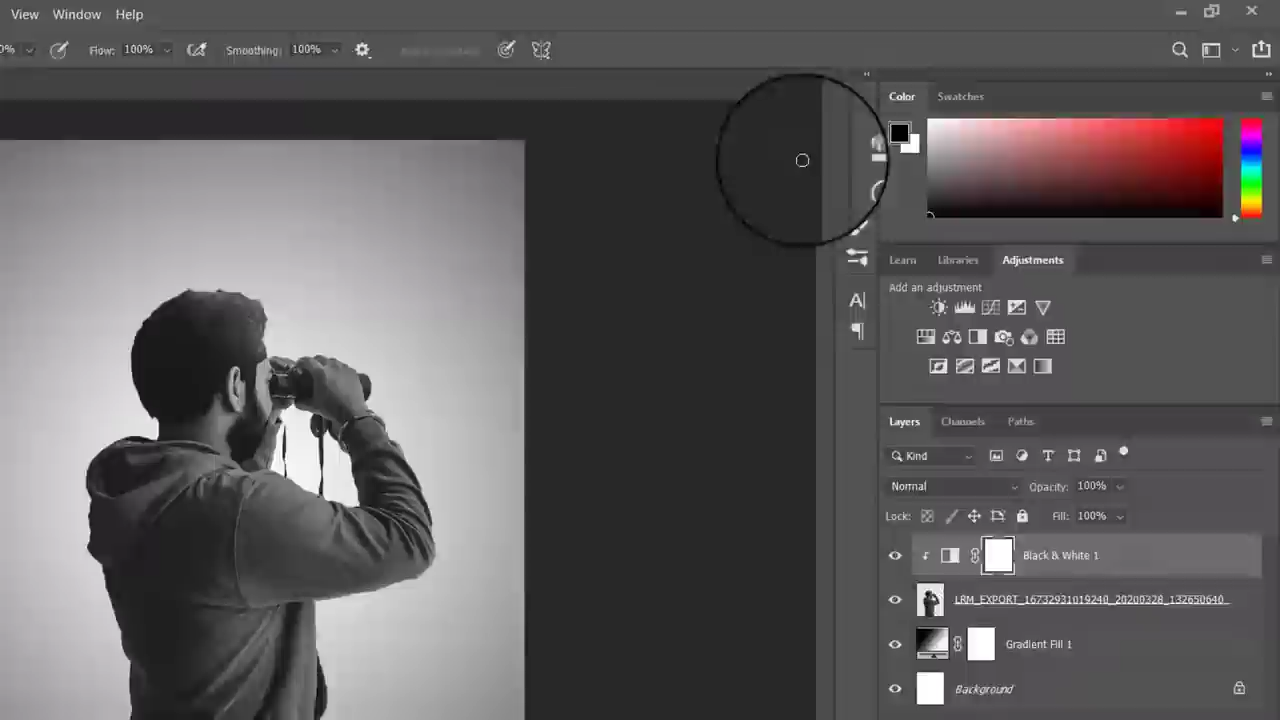 View Window Help
0% Flow: 100% Smoothing: 100%
Color Swatches
Learn Libraries Adjustments
Add an adjustment
Layers Channels Paths
Kind
Normal Opacity: 100%
Lock: Fill: 100%
Black & White 1
LRM_EXPORT_16732931019240_20200328_132650640_
Gradient Fill 1
Background